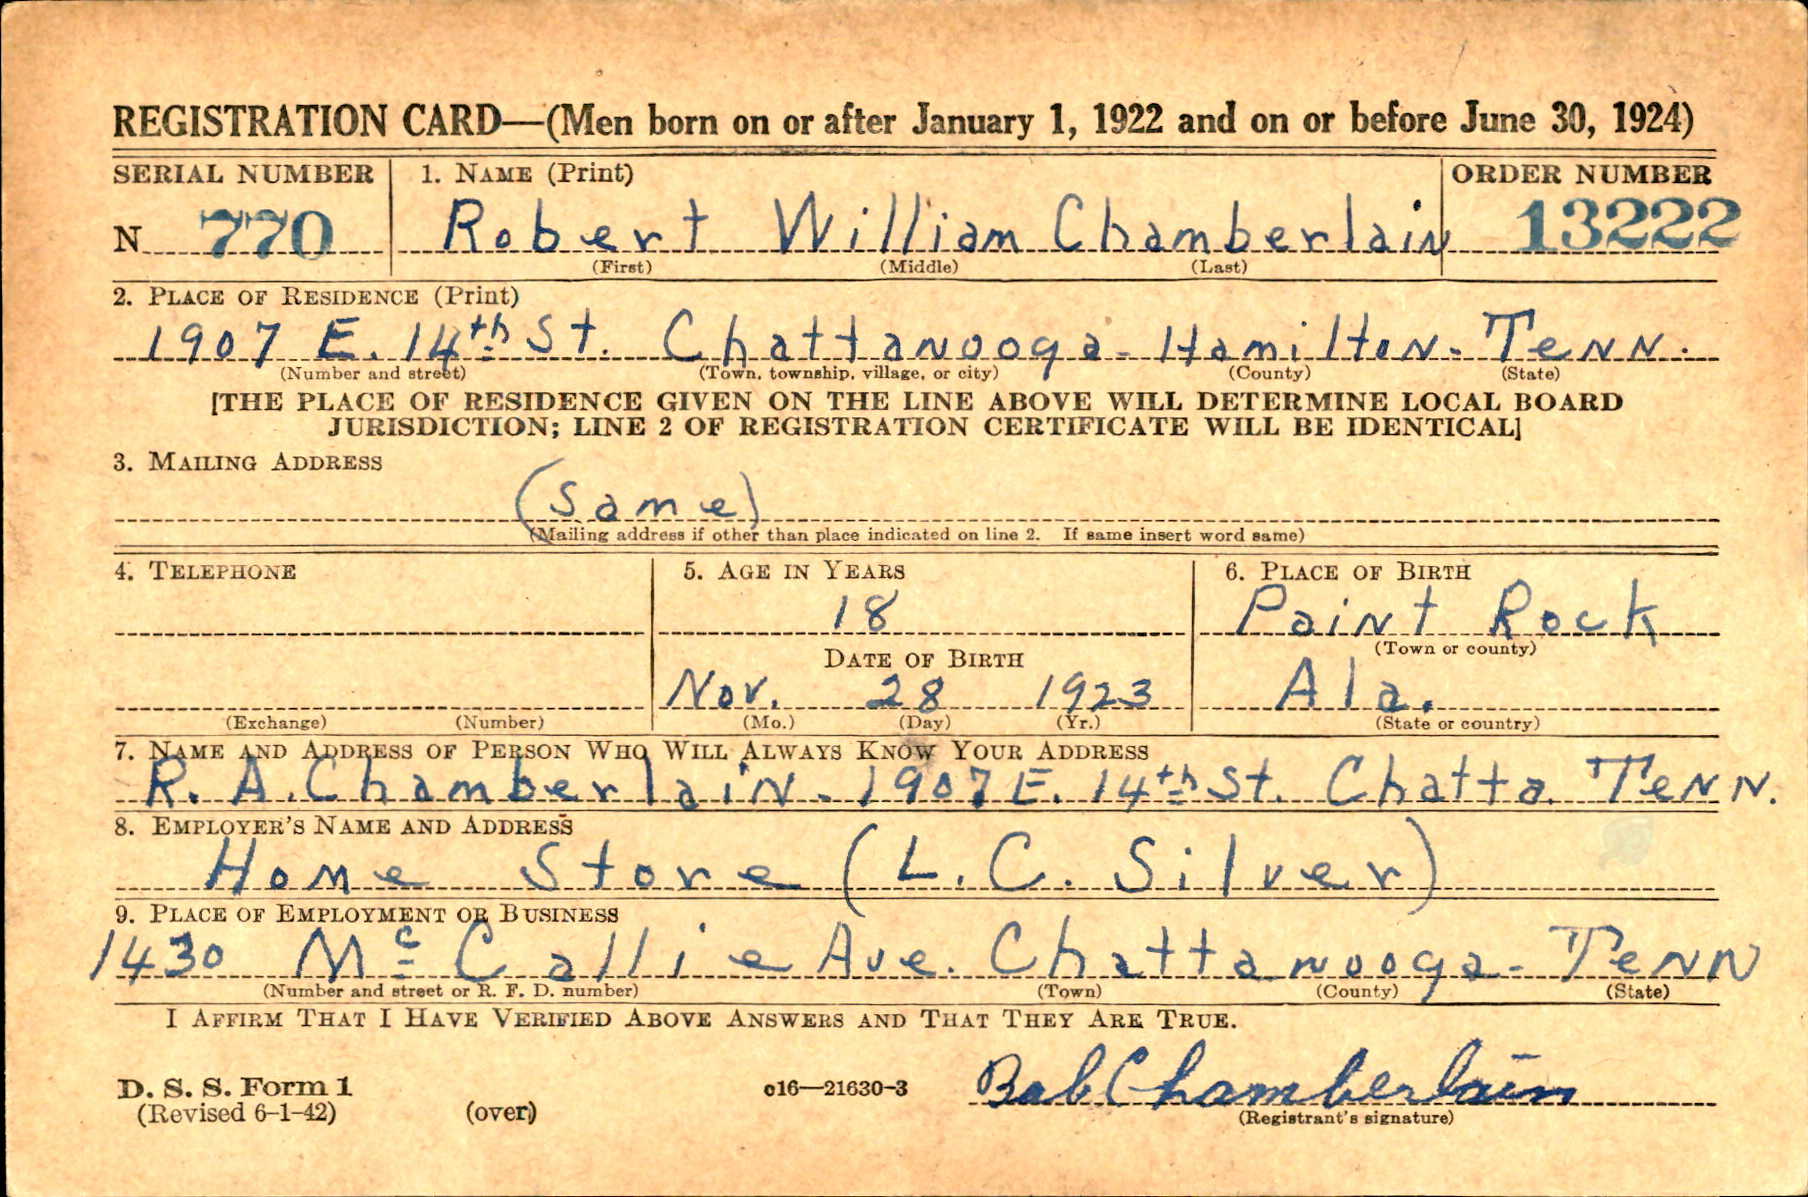 REGISTRATION CARD—(Men born on or after January 1, 1922 and on or before June 30, 1924)
SERIAL NUMBER 1. NAME (Print) ORDER NUMBER
N 770 Robert William Chamberlain 13222
(First) (Middle) (Last)
2. PLACE OF RESIDENCE (Print)
1907 E. 14th St. Chattanooga - Hamilton - Tenn.
(Number and street) (Town, township, village, or city) (County) (State)
[THE PLACE OF RESIDENCE GIVEN ON THE LINE ABOVE WILL DETERMINE LOCAL BOARD
JURISDICTION; LINE 2 OF REGISTRATION CERTIFICATE WILL BE IDENTICAL]
3. MAILING ADDRESS
(Same)
(Mailing address if other than place indicated on line 2. If same insert word same)
4. TELEPHONE 5. AGE IN YEARS 6. PLACE OF BIRTH
18 Paint Rock
(Town or county)
DATE OF BIRTH
Nov. 28 1923 Ala.
(Exchange) (Number) (Mo.) (Day) (Yr.) (State or country)
7. NAME AND ADDRESS OF PERSON WHO WILL ALWAYS KNOW YOUR ADDRESS
R. A. Chamberlain - 1907 E. 14th St. Chatta. Tenn.
8. EMPLOYER'S NAME AND ADDRESS
Home Store (L. C. Silver)
9. PLACE OF EMPLOYMENT OR BUSINESS
1430 McCallie Ave. Chattanooga - Tenn
(Number and street or R. F. D. number) (Town) (County) (State)
I AFFIRM THAT I HAVE VERIFIED ABOVE ANSWERS AND THAT THEY ARE TRUE.
D. S. S. Form 1 c16—21630-3 Bob Chamberlain
(Revised 6-1-42) (over) (Registrant's signature)